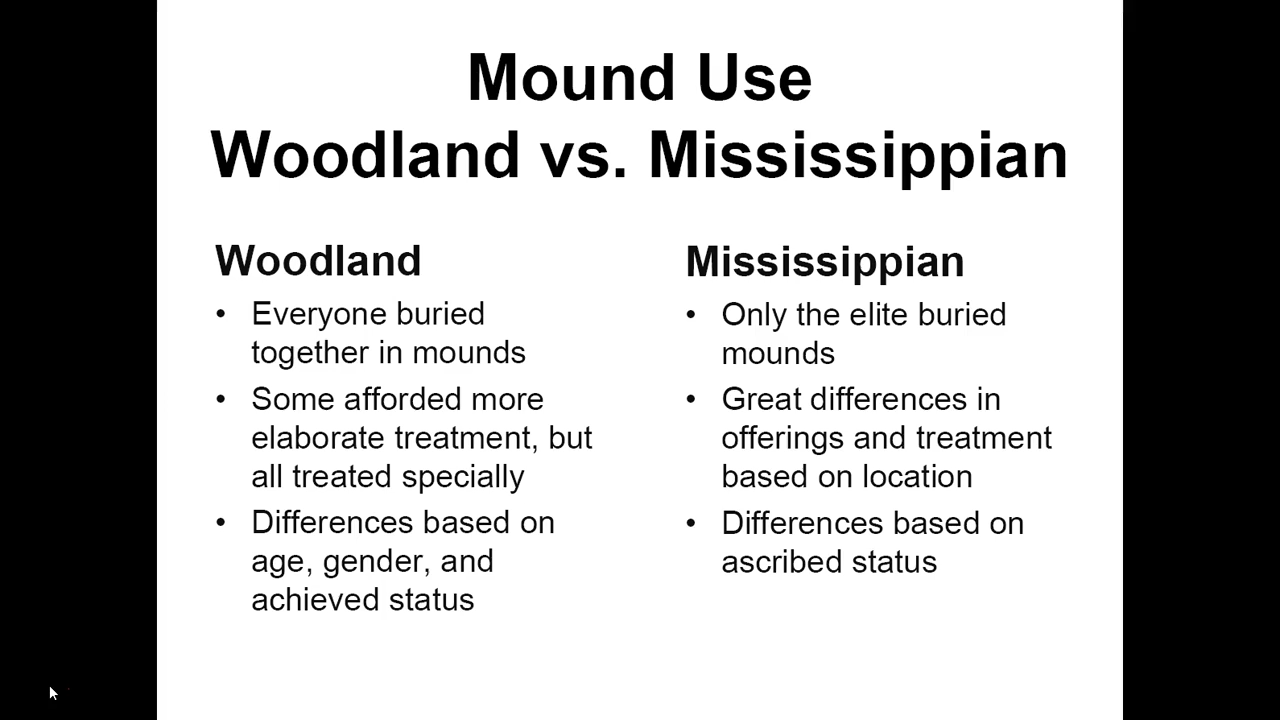 Mound Use
Woodland vs. Mississippian
Woodland
• Everyone buried
together in mounds
• Some afforded more
elaborate treatment, but
all treated specially
• Differences based on
age, gender, and
achieved status
Mississippian
• Only the elite buried
mounds
• Great differences in
offerings and treatment
based on location
• Differences based on
ascribed status